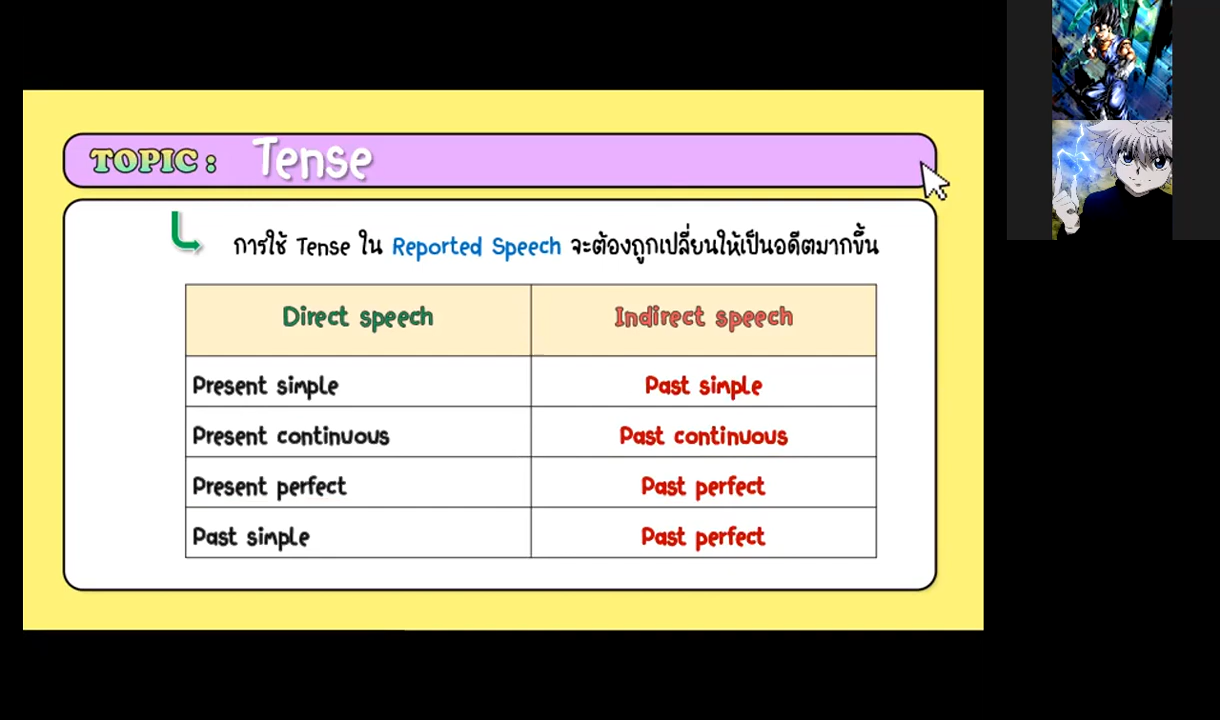 TOPIC : Tense
การใช้ Tense ใน Reported Speech จะต้องถูกเปลี่ยนให้เป็นอดีตมากขึ้น
Direct speech Indirect speech
Present simple Past simple
Present continuous Past continuous
Present perfect Past perfect
Past simple Past perfect